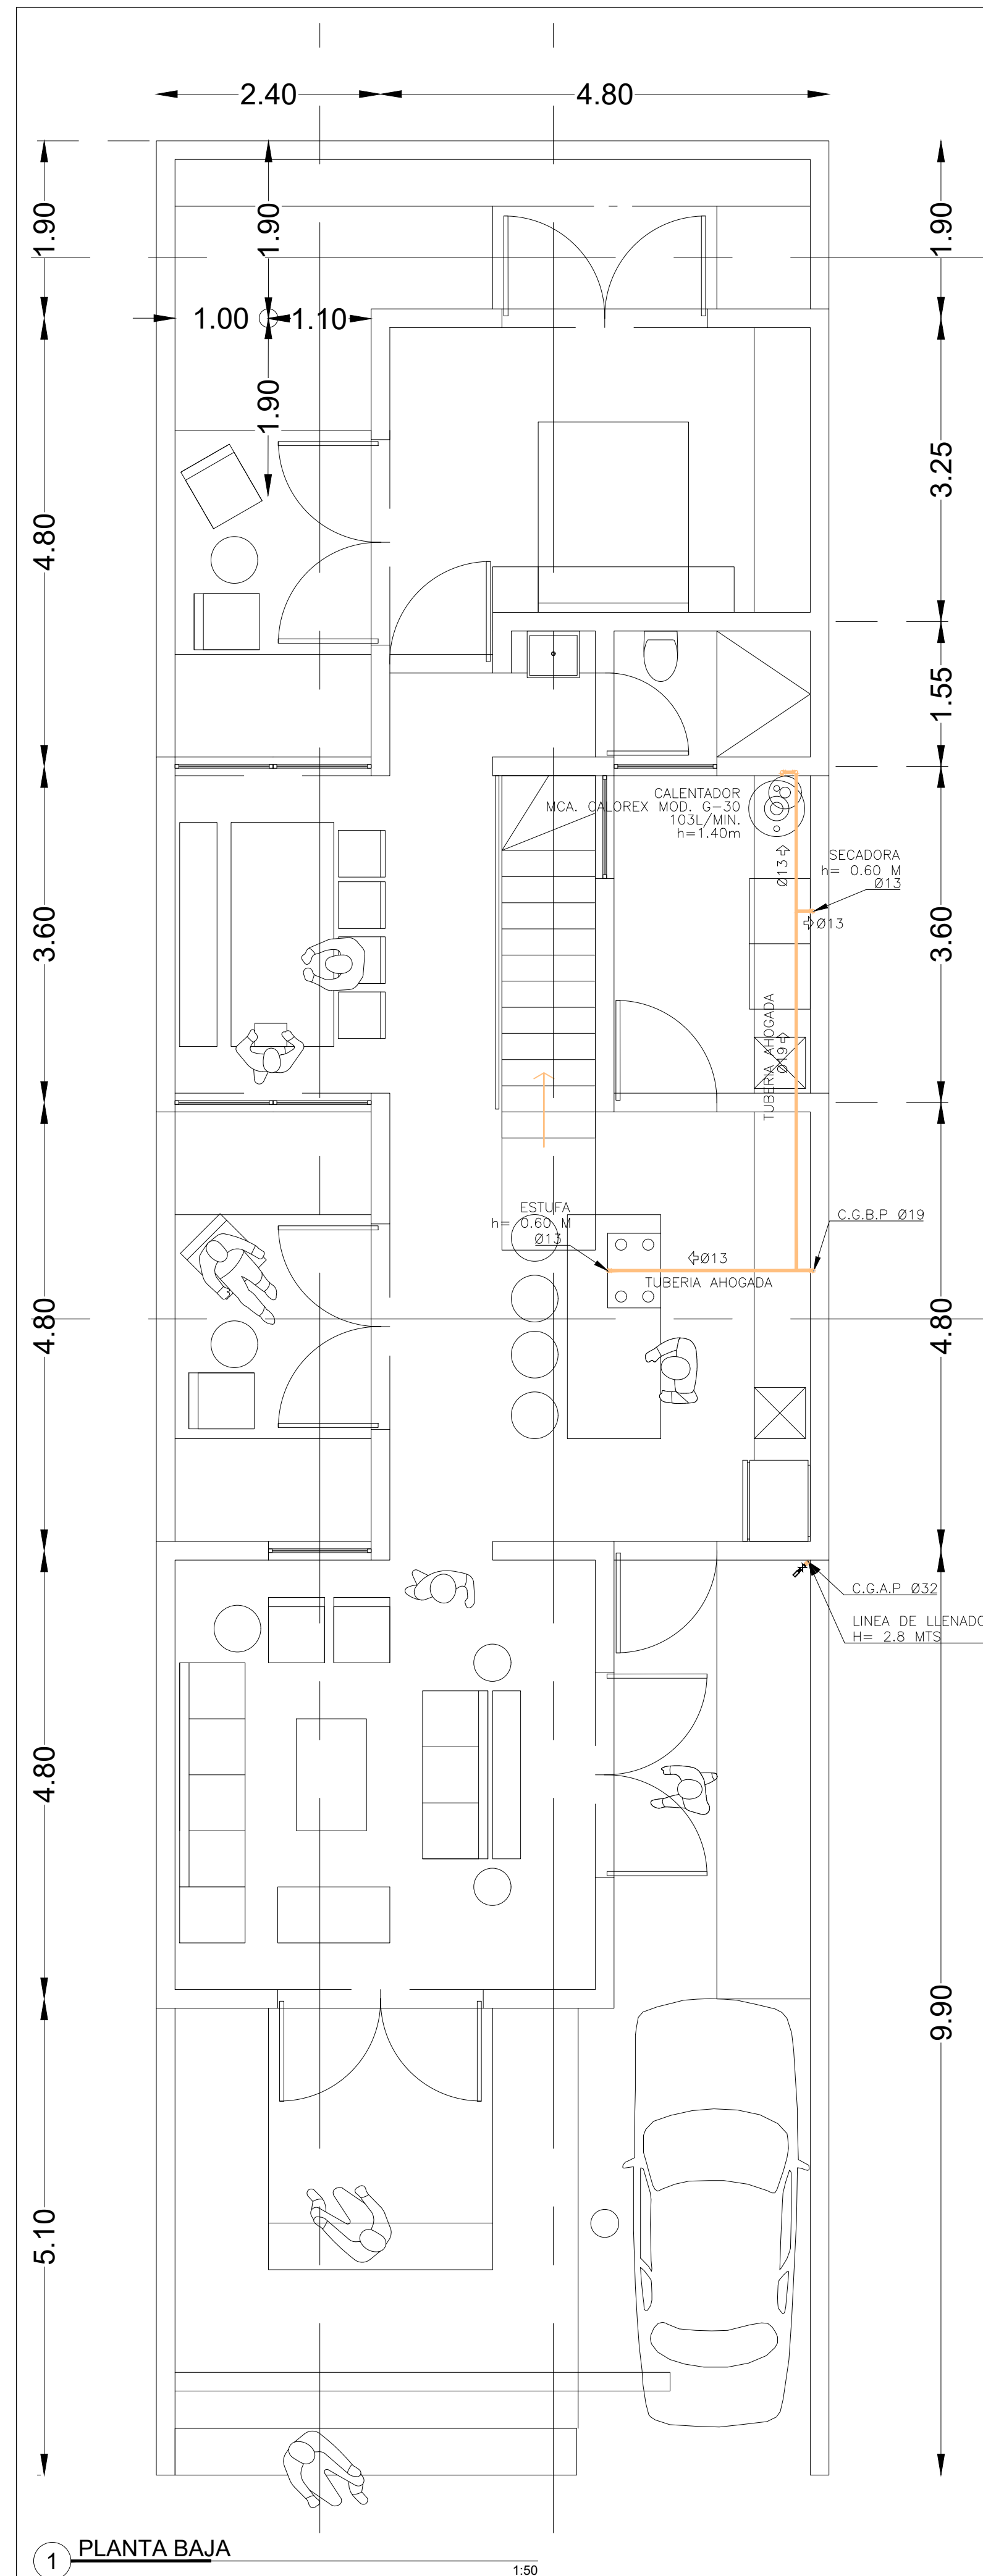 2.40
4.80
1.90
1.90
1.90
1.00
1.10
1.90
4.80
3.25
1.55
CALENTADOR
MCA. CALOREX MOD. G-30
103L/MIN.
h=1.40m
Ø13
SECADORA
h= 0.60 M
Ø13
Ø13
3.60
3.60
TUBERIA AHOGADA
Ø19
ESTUFA
h= 0.60 M
Ø13
C.G.B.P Ø19
Ø13
TUBERIA AHOGADA
4.80
4.80
C.G.A.P Ø32
LINEA DE LLENADO
H= 2.8 MTS
4.80
9.90
5.10
1
PLANTA BAJA
1:50